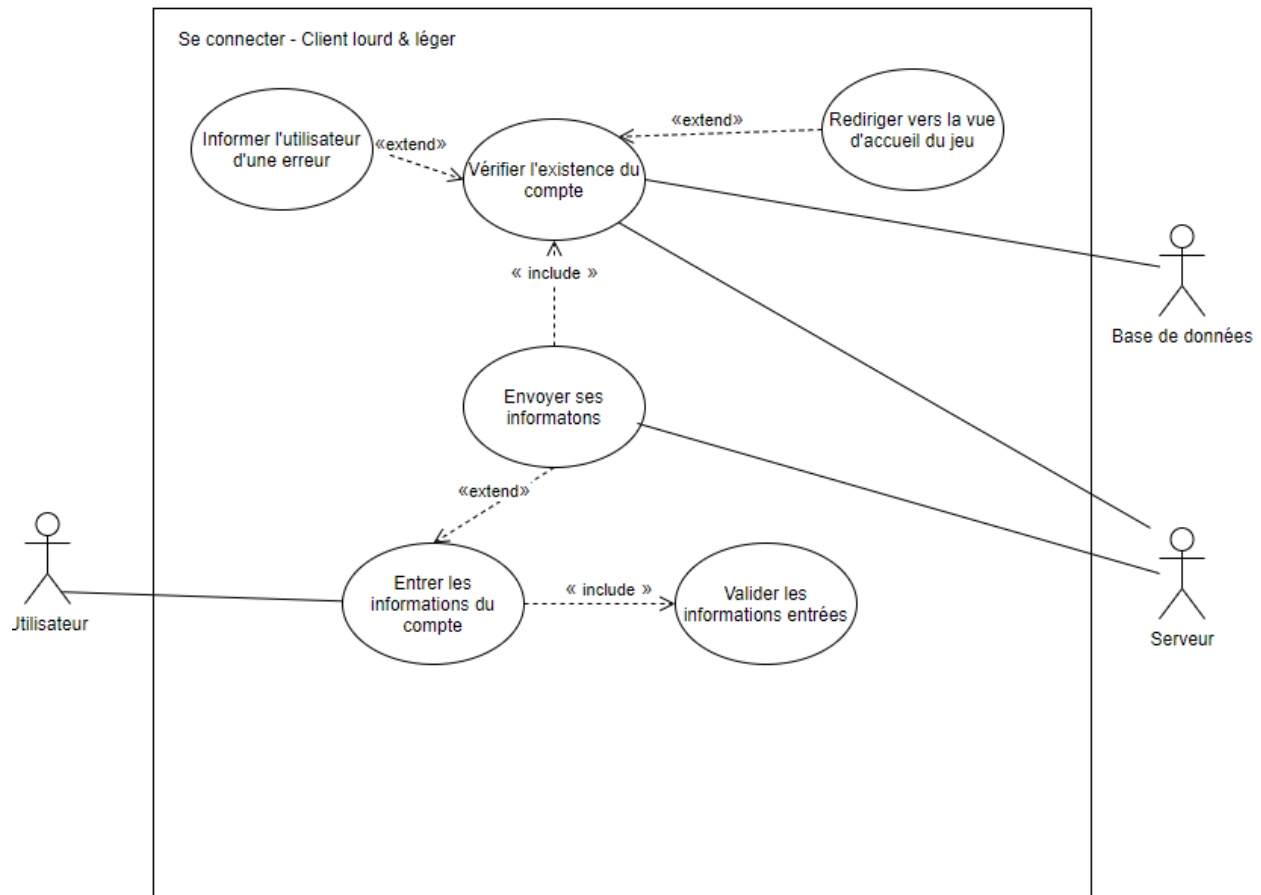 Se connecter - Client lourd & léger
Informer l'utilisateur
d'une erreur
«extend»
Vérifier l'existence du
compte
«extend»
Rediriger vers la vue
d'accueil du jeu
« include »
Base de données
Envoyer ses
informatons
«extend»
Entrer les
informations du
compte
« include »
Valider les
informations entrées
Jtilisateur
Serveur